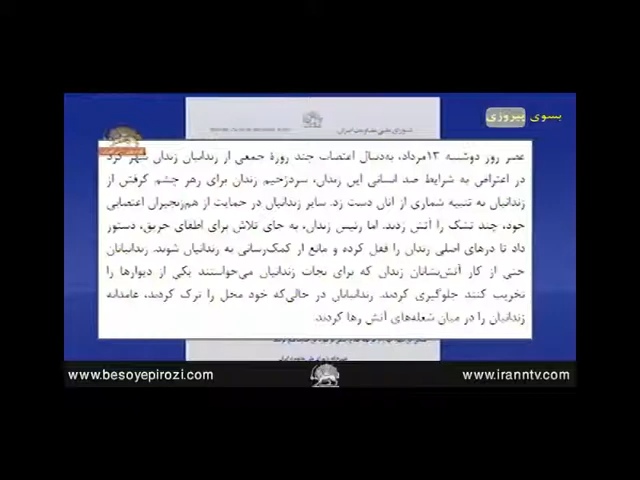 بسوی پیروزی
شورای ملی مقاومت ایران
عصر روز دوشنبه ۱۳مرداد، به‌دنبال اعتصاب چند روزهٔ جمعی از زندانیان زندان شهر کرد
در اعتراض به شرایط ضد انسانی این زندان، سردژخیم زندان برای زهر چشم گرفتن از
زندانیان به تنبیه شماری از آنان دست زد. سایر زندانیان در حمایت از هم‌زنجیران اعتصابی
خود، چند تشک را آتش زدند. اما رئیس زندان، به جای تلاش برای اطفای حریق، دستور
داد تا درهای اصلی زندان را قفل کرده و مانع از کمک‌رسانی به زندانیان شوند. زندانبانان
حتی از کار آتش‌نشانان زندان که برای نجات زندانیان می‌خواستند یکی از دیوارها را
تخریب کنند جلوگیری کردند. زندانبانان در حالی‌که خود محل را ترک کردند، عامدانه
زندانیان را در میان شعله‌های آتش رها کردند.
www.besoyepirozi.com
www.iranntv.com